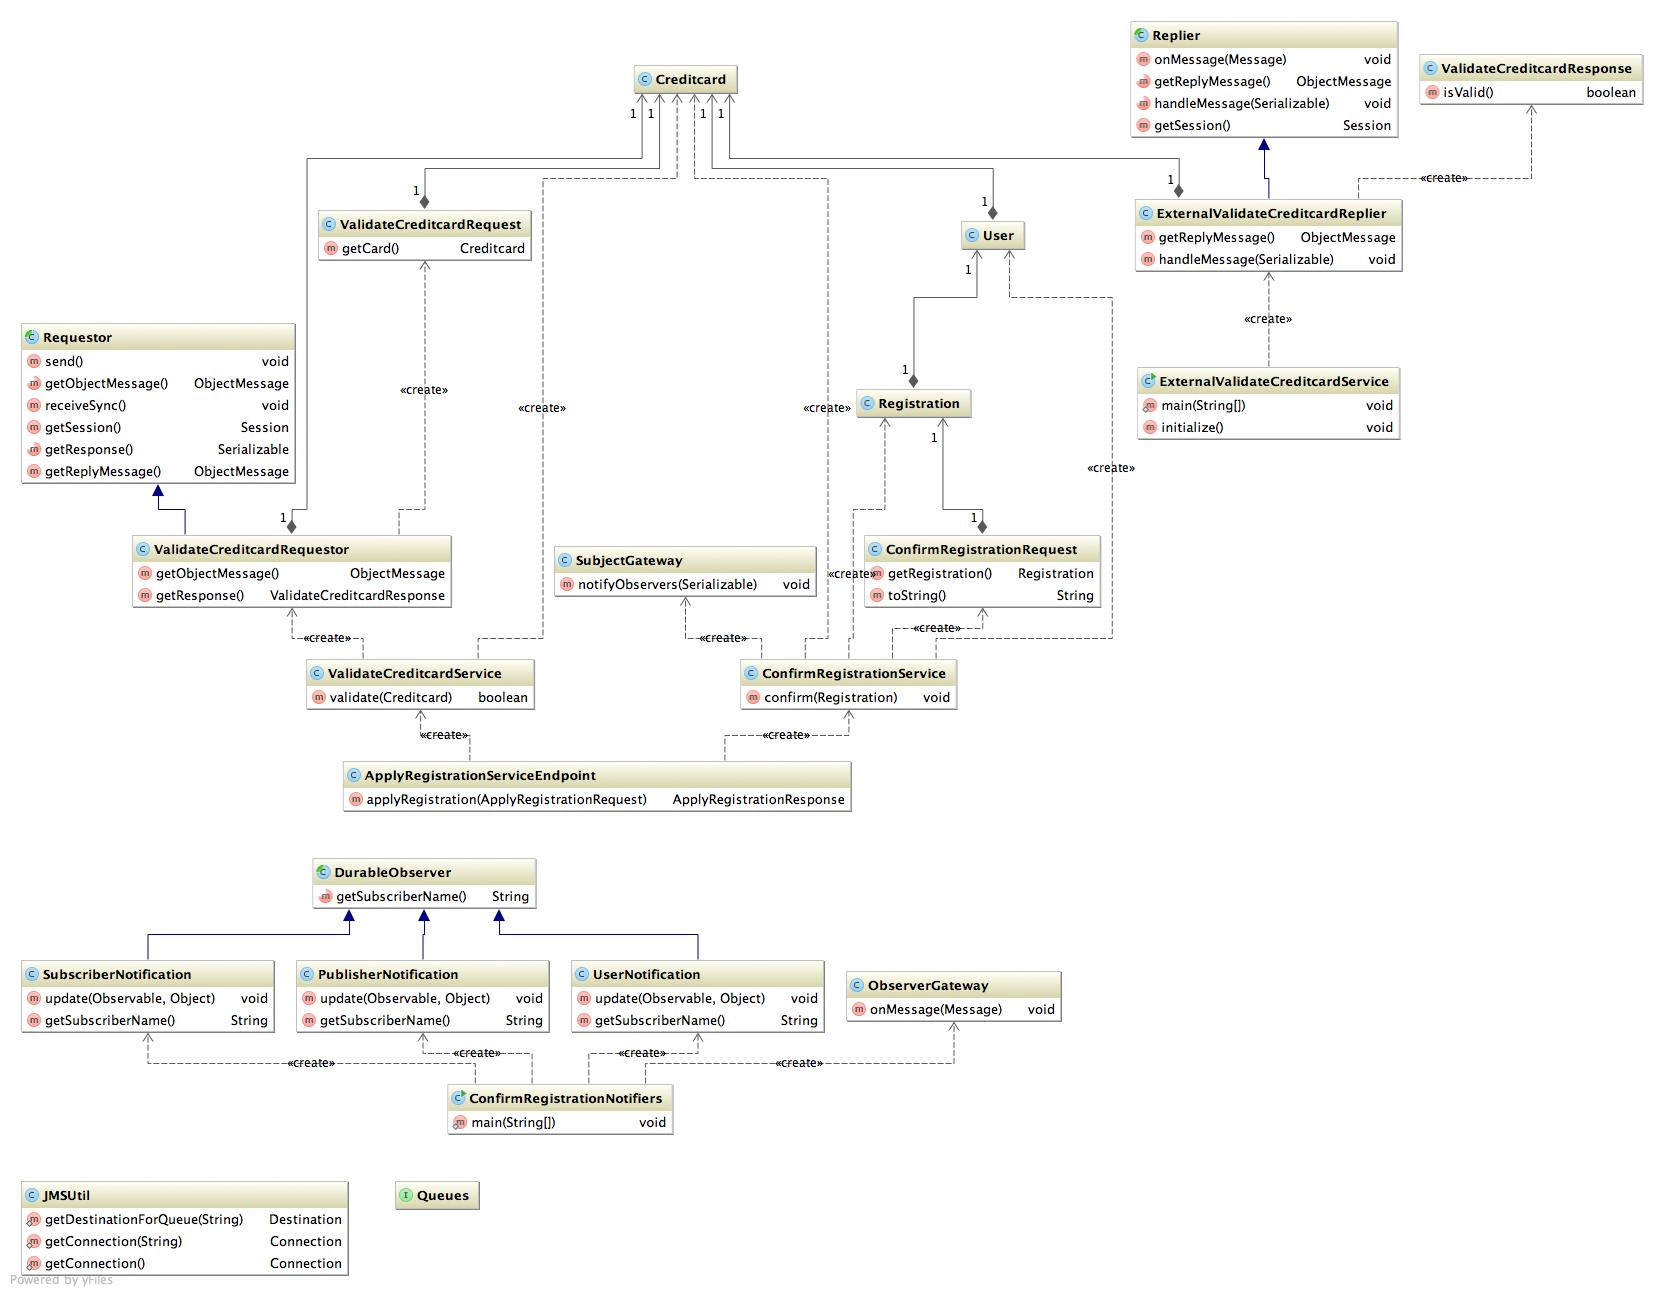 Creditcard
Replier
onMessage(Message) void
getReplyMessage() ObjectMessage
handleMessage(Serializable) void
getSession() Session
ValidateCreditcardResponse
isValid() boolean
1 1 1 1
«create»
1
1
1
ValidateCreditcardRequest
getCard() Creditcard
User
1
ExternalValidateCreditcardReplier
getReplyMessage() ObjectMessage
handleMessage(Serializable) void
«create»
ExternalValidateCreditcardService
main(String[]) void
initialize() void
Requestor
send() void
getObjectMessage() ObjectMessage
receiveSync() void
getSession() Session
getResponse() Serializable
getReplyMessage() ObjectMessage
«create»
«create»
«create»
1
Registration
1
«create»
1
1
ValidateCreditcardRequestor
getObjectMessage() ObjectMessage
getResponse() ValidateCreditcardResponse
SubjectGateway
notifyObservers(Serializable) void
«create»
ConfirmRegistrationRequest
getRegistration() Registration
toString() String
«create»
«create»
«create»
ValidateCreditcardService
validate(Creditcard) boolean
ConfirmRegistrationService
confirm(Registration) void
«create»
«create»
ApplyRegistrationServiceEndpoint
applyRegistration(ApplyRegistrationRequest) ApplyRegistrationResponse
DurableObserver
getSubscriberName() String
SubscriberNotification
update(Observable, Object) void
getSubscriberName() String
PublisherNotification
update(Observable, Object) void
getSubscriberName() String
UserNotification
update(Observable, Object) void
getSubscriberName() String
ObserverGateway
onMessage(Message) void
«create»
«create»
«create»
«create»
ConfirmRegistrationNotifiers
main(String[]) void
JMSUtil
getDestinationForQueue(String) Destination
getConnection(String) Connection
getConnection() Connection
Queues
Powered by yFiles